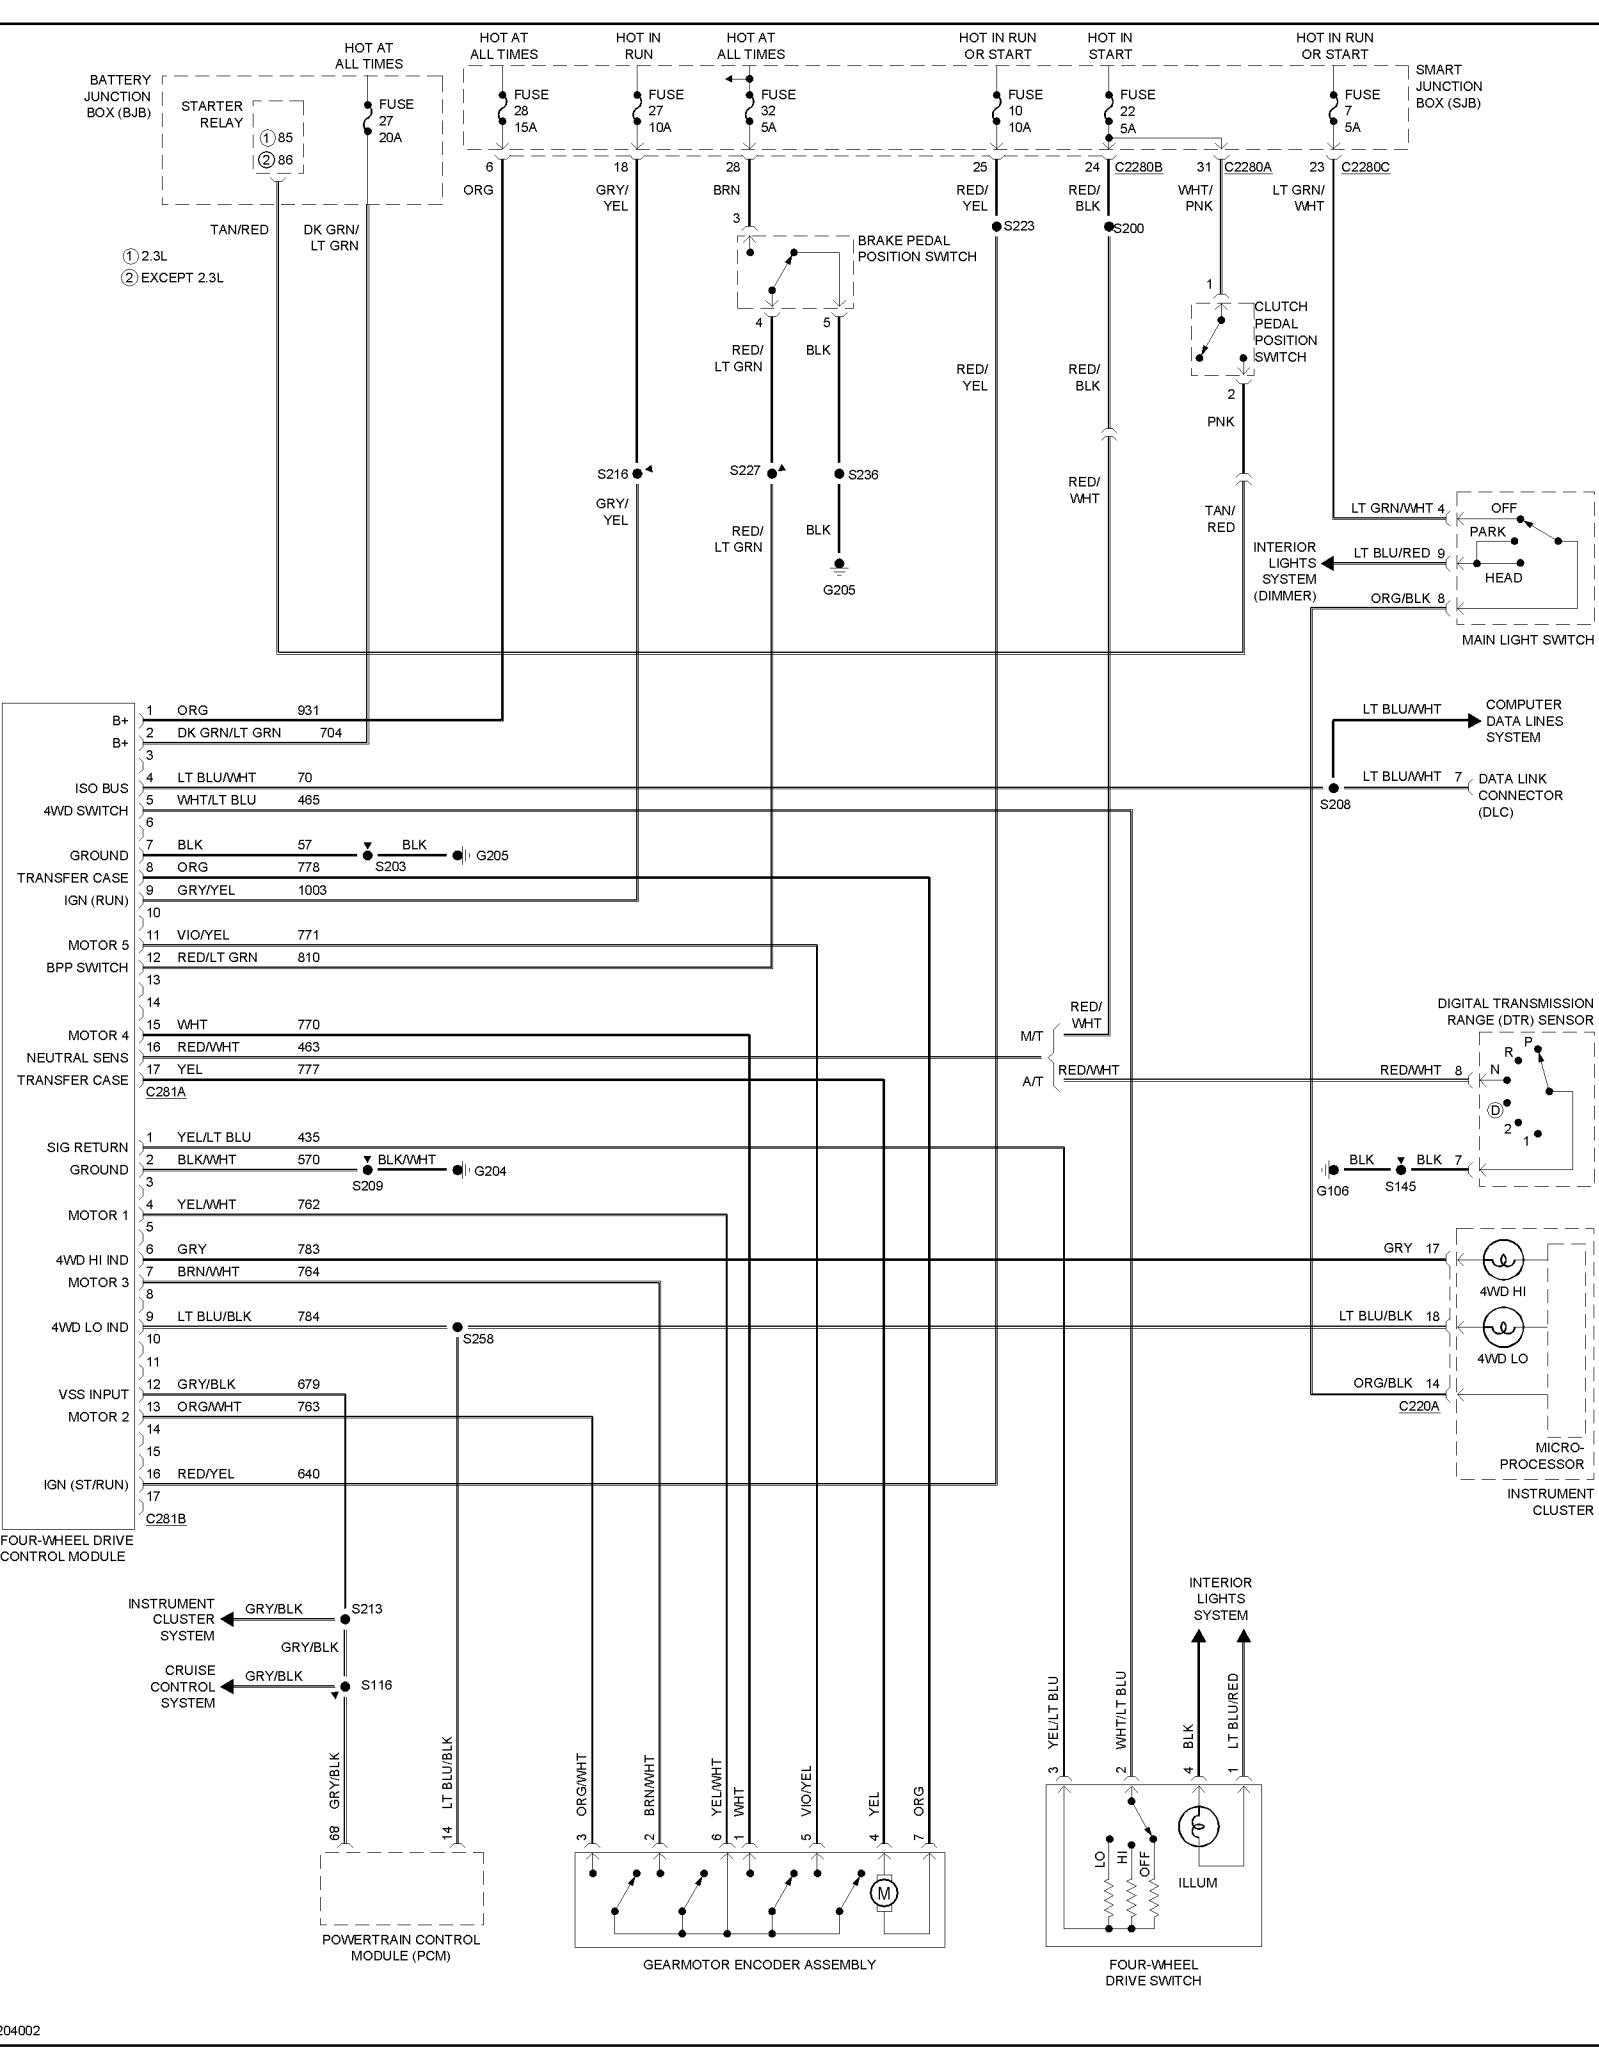 HOT AT
ALL TIMES
HOT AT
ALL TIMES
HOT IN
RUN
HOT AT
ALL TIMES
HOT IN RUN
OR START
HOT IN
START
HOT IN RUN
OR START
BATTERY
JUNCTION
BOX (BJB)
STARTER
RELAY
1 85
2 86
FUSE
27
20A
FUSE
28
15A
FUSE
27
10A
FUSE
32
5A
FUSE
10
10A
FUSE
22
5A
FUSE
7
5A
SMART
JUNCTION
BOX (SJB)
6
18
28
25
24 C2280B
31 C2280A
23 C2280C
ORG
GRY/
YEL
BRN
RED/
YEL
RED/
BLK
WHT/
PNK
LT GRN/
WHT
TAN/RED
DK GRN/
LT GRN
1 2.3L
2 EXCEPT 2.3L
3
BRAKE PEDAL
POSITION SWITCH
4
5
RED/
LT GRN
BLK
S223
S200
1
CLUTCH
PEDAL
POSITION
SWITCH
2
PNK
RED/
YEL
RED/
BLK
S216
S227
S236
GRY/
YEL
RED/
LT GRN
BLK
G205
RED/
WHT
TAN/
RED
LT GRN/WHT 4
LT BLU/RED 9
ORG/BLK 8
OFF
PARK
HEAD
MAIN LIGHT SWITCH
INTERIOR
LIGHTS
SYSTEM
(DIMMER)
B+ 1 ORG 931
B+ 2 DK GRN/LT GRN 704
3
ISO BUS 4 LT BLU/WHT 70
4WD SWITCH 5 WHT/LT BLU 465
6
GROUND 7 BLK 57
S203
BLK
G205
TRANSFER CASE 8 ORG 778
IGN (RUN) 9 GRY/YEL 1003
10
MOTOR 5 11 VIO/YEL 771
BPP SWITCH 12 RED/LT GRN 810
13
14
MOTOR 4 15 WHT 770
NEUTRAL SENS 16 RED/WHT 463
TRANSFER CASE 17 YEL 777
C281A
LT BLU/WHT
COMPUTER
DATA LINES
SYSTEM
LT BLU/WHT 7
S208
DATA LINK
CONNECTOR
(DLC)
RED/
WHT
M/T
A/T
RED/WHT
RED/WHT 8
DIGITAL TRANSMISSION
RANGE (DTR) SENSOR
P
R
N
D
2
1
G106
BLK
S145
BLK 7
SIG RETURN 1 YEL/LT BLU 435
GROUND 2 BLK/WHT 570
S209
BLK/WHT
G204
3
MOTOR 1 4 YEL/WHT 762
5
4WD HI IND 6 GRY 783
MOTOR 3 7 BRN/WHT 764
8
4WD LO IND 9 LT BLU/BLK 784
S258
10
11
VSS INPUT 12 GRY/BLK 679
MOTOR 2 13 ORG/WHT 763
14
15
IGN (ST/RUN) 16 RED/YEL 640
17
C281B
FOUR-WHEEL DRIVE
CONTROL MODULE
GRY 17
4WD HI
LT BLU/BLK 18
4WD LO
ORG/BLK 14
C220A
MICRO-
PROCESSOR
INSTRUMENT
CLUSTER
INSTRUMENT
CLUSTER
SYSTEM
GRY/BLK
S213
GRY/BLK
CRUISE
CONTROL
SYSTEM
GRY/BLK
S116
GRY/BLK
68
LT BLU/BLK
14
POWERTRAIN CONTROL
MODULE (PCM)
ORG/WHT
3
BRN/WHT
2
YEL/WHT
6
WHT
1
VIO/YEL
5
YEL
4
ORG
7
M
GEARMOTOR ENCODER ASSEMBLY
INTERIOR
LIGHTS
SYSTEM
YEL/LT BLU
3
WHT/LT BLU
2
BLK
4
LT BLU/RED
1
LO
HI
OFF
ILLUM
FOUR-WHEEL
DRIVE SWITCH
204002